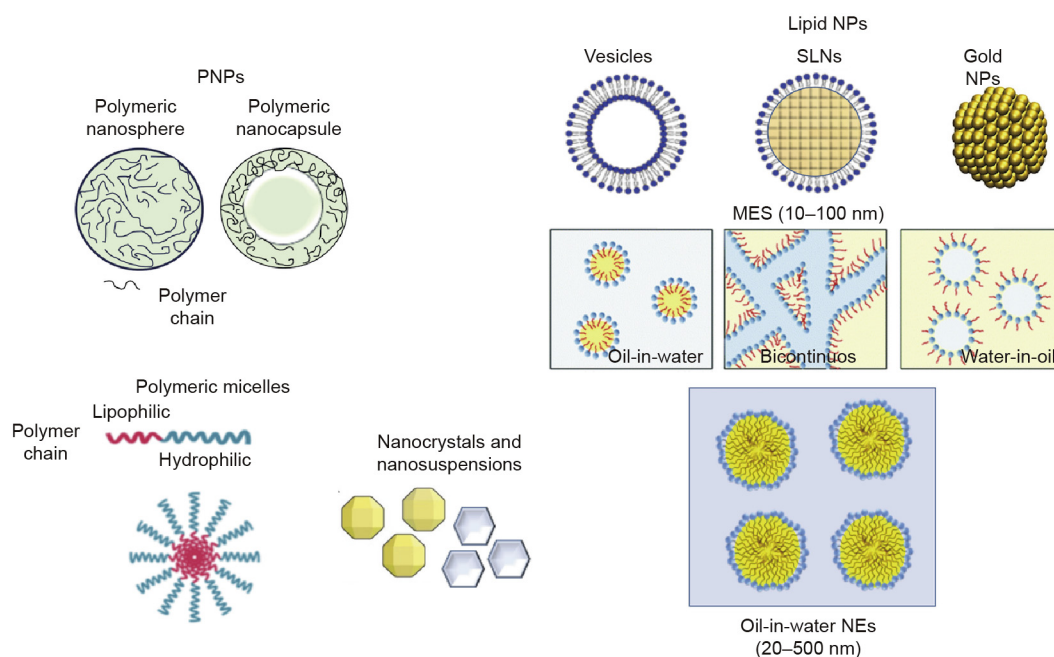 PNPs
Polymeric
nanosphere
Polymeric
nanocapsule
Polymer
chain
Lipid NPs
Vesicles
SLNs
Gold
NPs
MES (10–100 nm)
Oil-in-water
Bicontinuos
Water-in-oil
Polymeric micelles
Lipophilic
Polymer
chain
Hydrophilic
Nanocrystals and
nanosuspensions
Oil-in-water NEs
(20–500 nm)